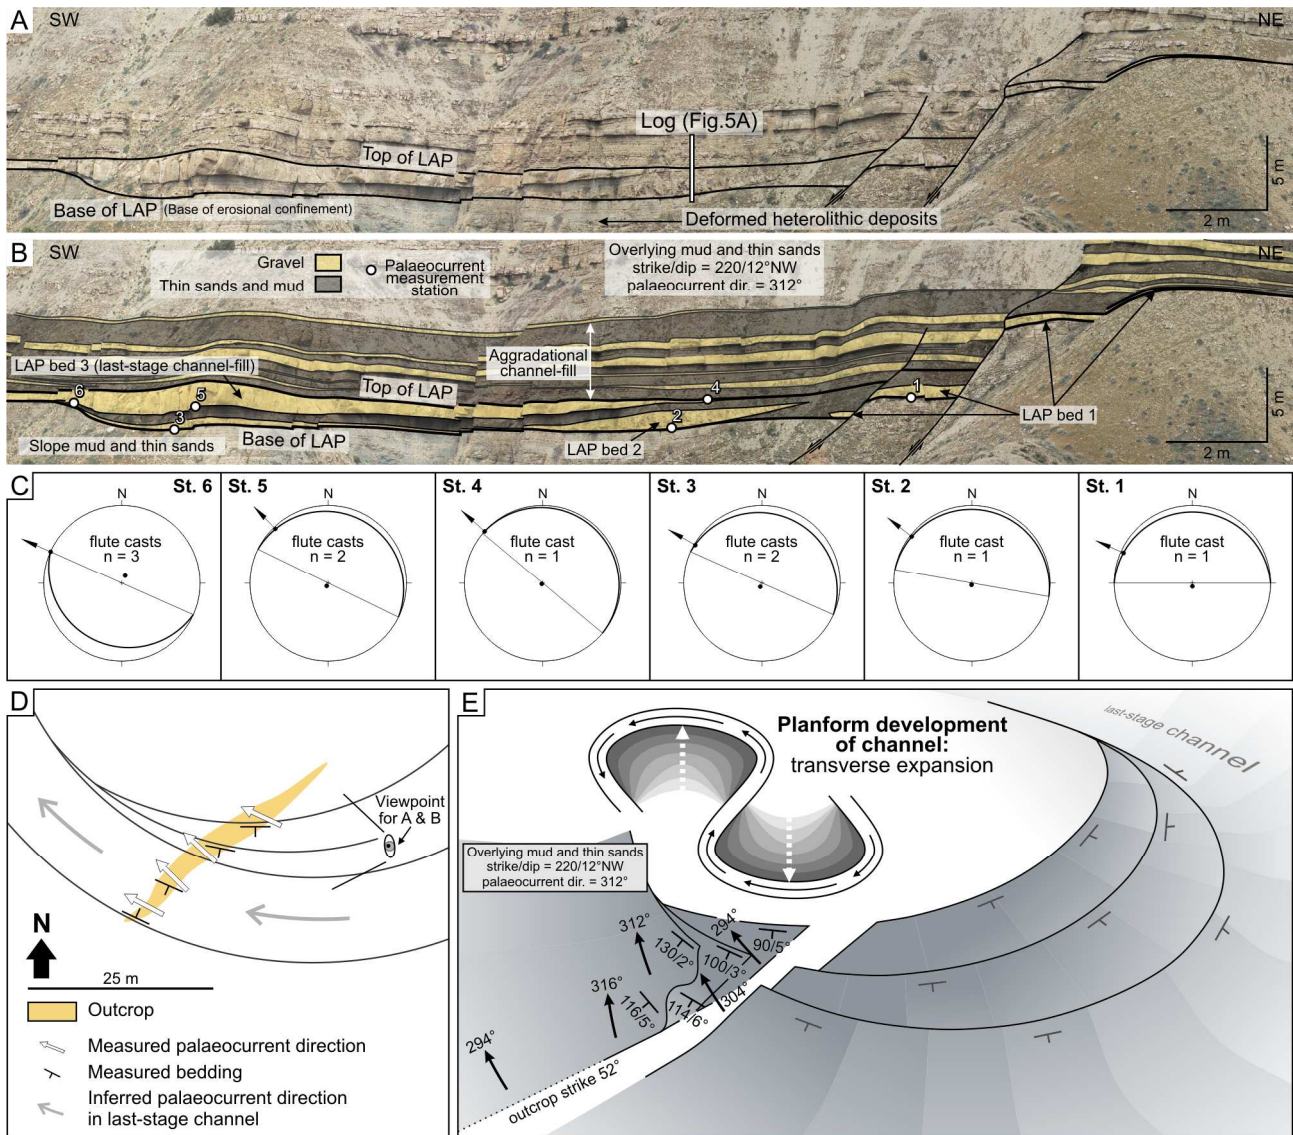 A
SW
NE
Log (Fig.5A)
Top of LAP
5 m
Base of LAP (Base of erosional confinement)
Deformed heterolithic deposits
2 m
B
SW
NE
Gravel
Thin sands and mud
Palaeocurrent
measurement
station
Overlying mud and thin sands
strike/dip = 220/12°NW
palaeocurrent dir. = 312°
LAP bed 3 (last-stage channel-fill)
Aggradational
channel-fill
Top of LAP
6
5
3
4
2
1
5 m
LAP bed 1
Slope mud and thin sands
Base of LAP
LAP bed 2
2 m
C
St. 6
N
flute casts
n = 3
St. 5
N
flute casts
n = 2
St. 4
N
flute cast
n = 1
St. 3
N
flute casts
n = 2
St. 2
N
flute cast
n = 1
St. 1
N
flute cast
n = 1
D
Viewpoint
for A & B
N
25 m
Outcrop
Measured palaeocurrent direction
Measured bedding
Inferred palaeocurrent direction
in last-stage channel
E
Planform development
of channel:
transverse expansion
last-stage channel
Overlying mud and thin sands
strike/dip = 220/12°NW
palaeocurrent dir. = 312°
312°
294°
130/2°
100/3°
90/5°
316°
116/5°
114/6°
304°
294°
outcrop strike 52°